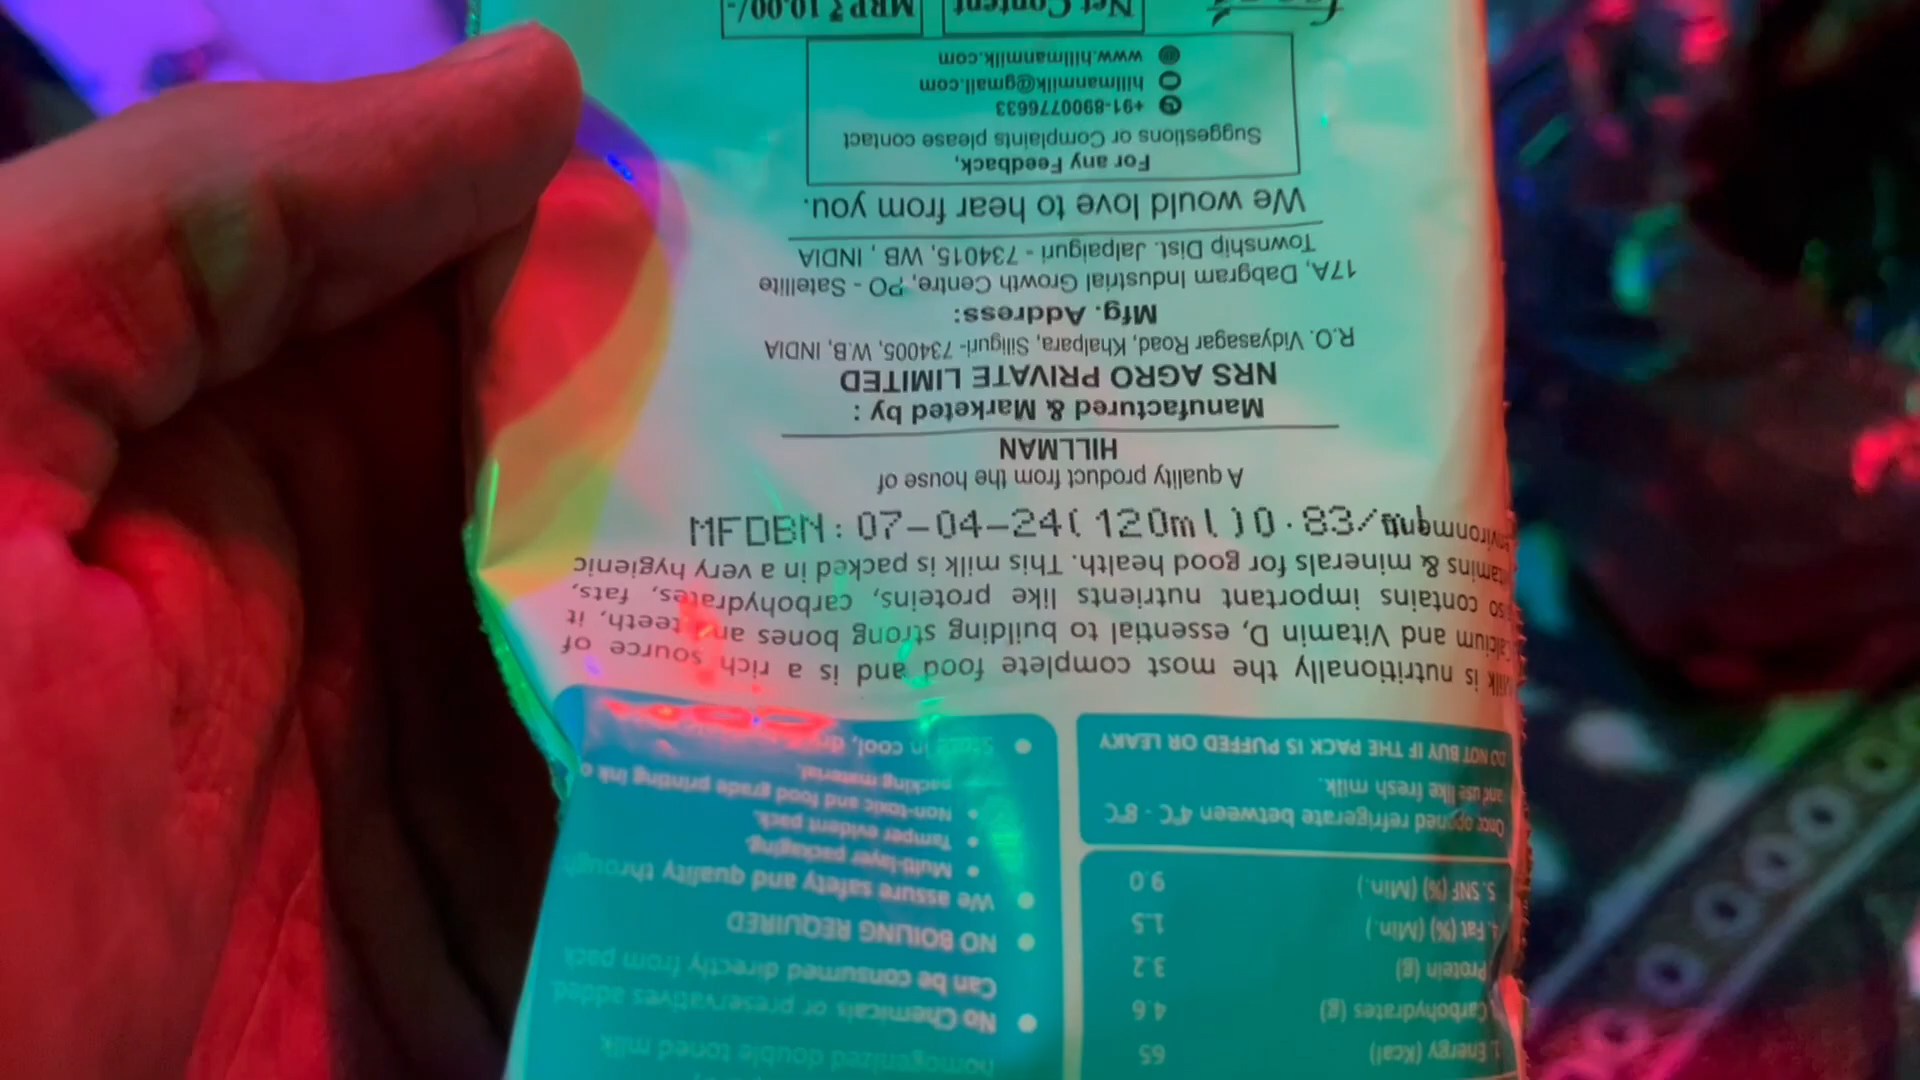 homogenized double toned milk
No Chemicals or preservatives added.
Can be consumed directly from pack
NO BOILING REQUIRED
We assure safety and quality through
Multi-layer packaging.
Tamper evident pack.
Non-toxic and food grade printing ink
packing material.
in cool,
1. Energy (Kcal) 65
Carbohydrates (g) 4.6
Protein (g) 3.2
Fat (%) (Min.) 1.5
5. SNF (%) (Min.) 9.0
Once opened refrigerate between 4°C - 8°C
and use like fresh milk.
DO NOT BUY IF THE PACK IS PUFFED OR LEAKY
Milk is nutritionally the most complete food and is a rich source of
Calcium and Vitamin D, essential to building strong bones and teeth, it
also contains important nutrients like proteins, carbohydrates, fats,
vitamins & minerals for good health. This milk is packed in a very hygienic
environment.
MFDBN: 07-04-24(120ml)0.83/
A quality product from the house of
HILLMAN
Manufactured & Marketed by :
NRS AGRO PRIVATE LIMITED
R.O. Vidyasagar Road, Khalpara, Siliguri- 734005, W.B, INDIA
Mfg. Address:
17A, Dabgram Industrial Growth Centre, PO - Satellite
Township Dist. Jalpaiguri - 734015, WB , INDIA
We would love to hear from you.
For any Feedback,
Suggestions or Complaints please contact
+91-8900776633
hillmanmilk@gmail.com
www.hillmanmilk.com
Net Content
MRP ₹ 10.00/-